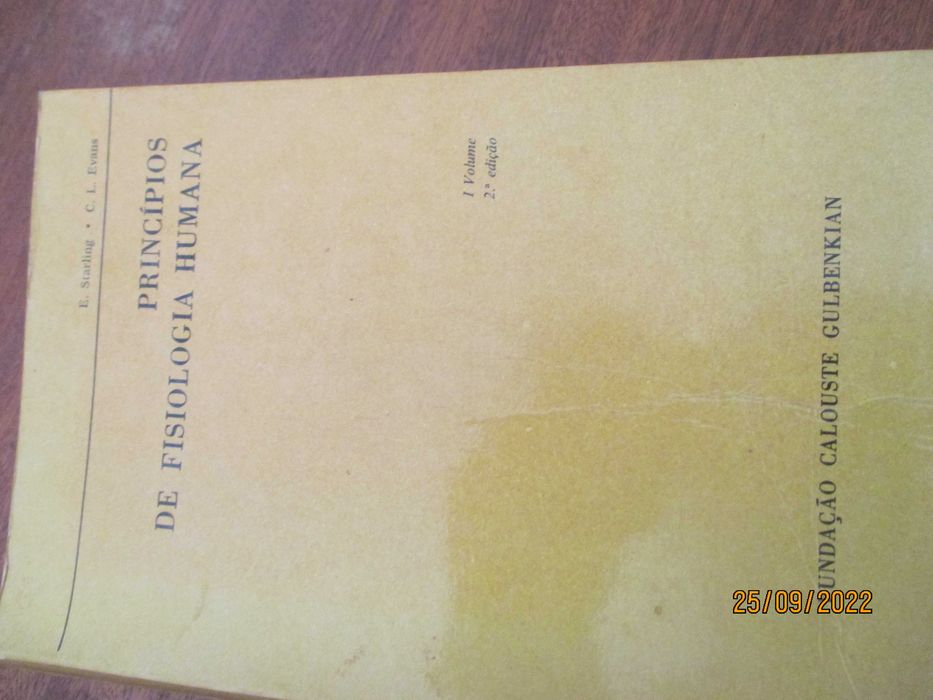 E. Starling • C. L. Evans
PRINCÍPIOS
DE FISIOLOGIA HUMANA
I Volume
2.ª edição
UNDAÇÃO CALOUSTE GULBENKIAN
25/09/2022